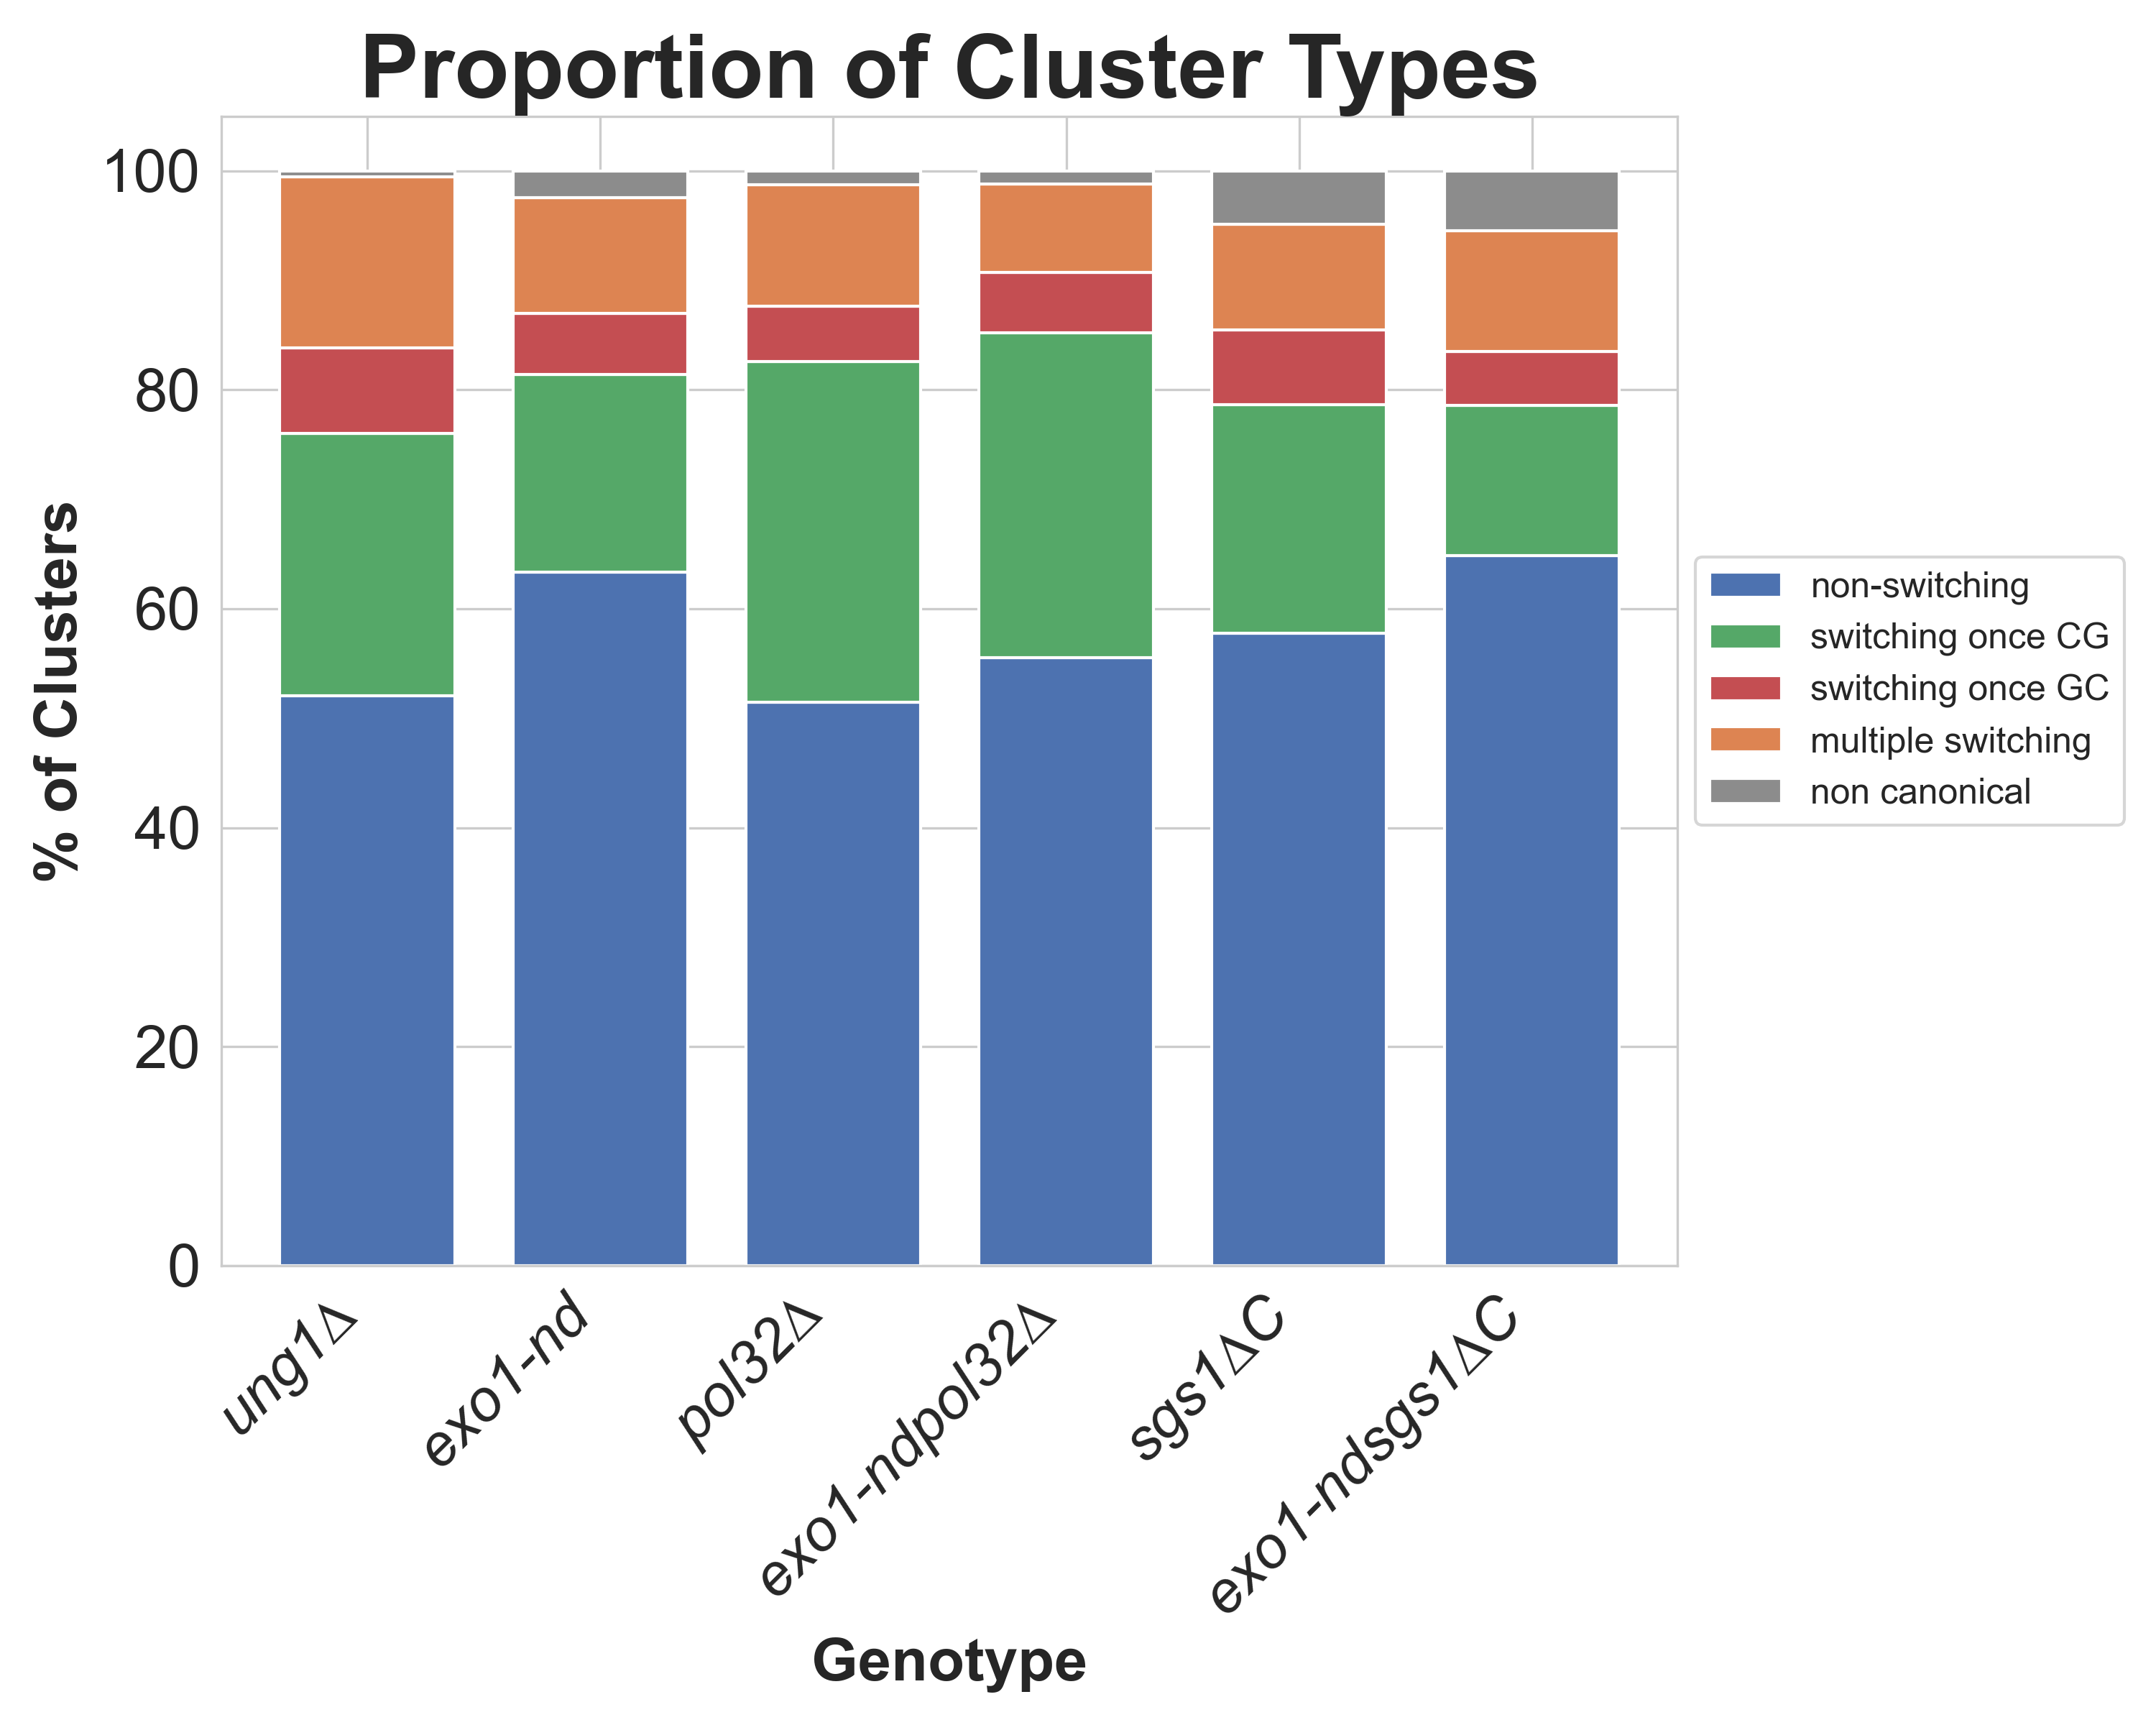 Proportion of Cluster Types
% of Clusters
100
80
60
40
20
0
ung1Δ
exo1-nd
pol32Δ
exo1-ndpol32Δ
sgs1ΔC
exo1-ndsgs1ΔC
Genotype
non-switching
switching once CG
switching once GC
multiple switching
non canonical